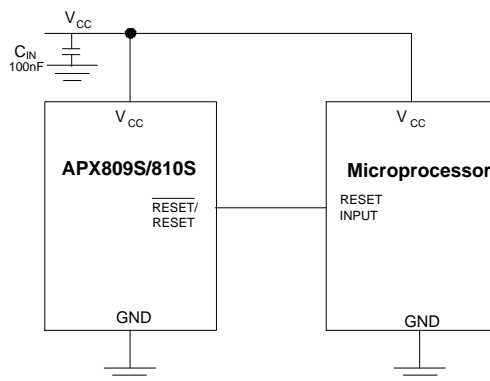 VCC
CIN
100nF
VCC
VCC
APX809S/810S
Microprocessor
RESET/
RESET
RESET
INPUT
GND
GND